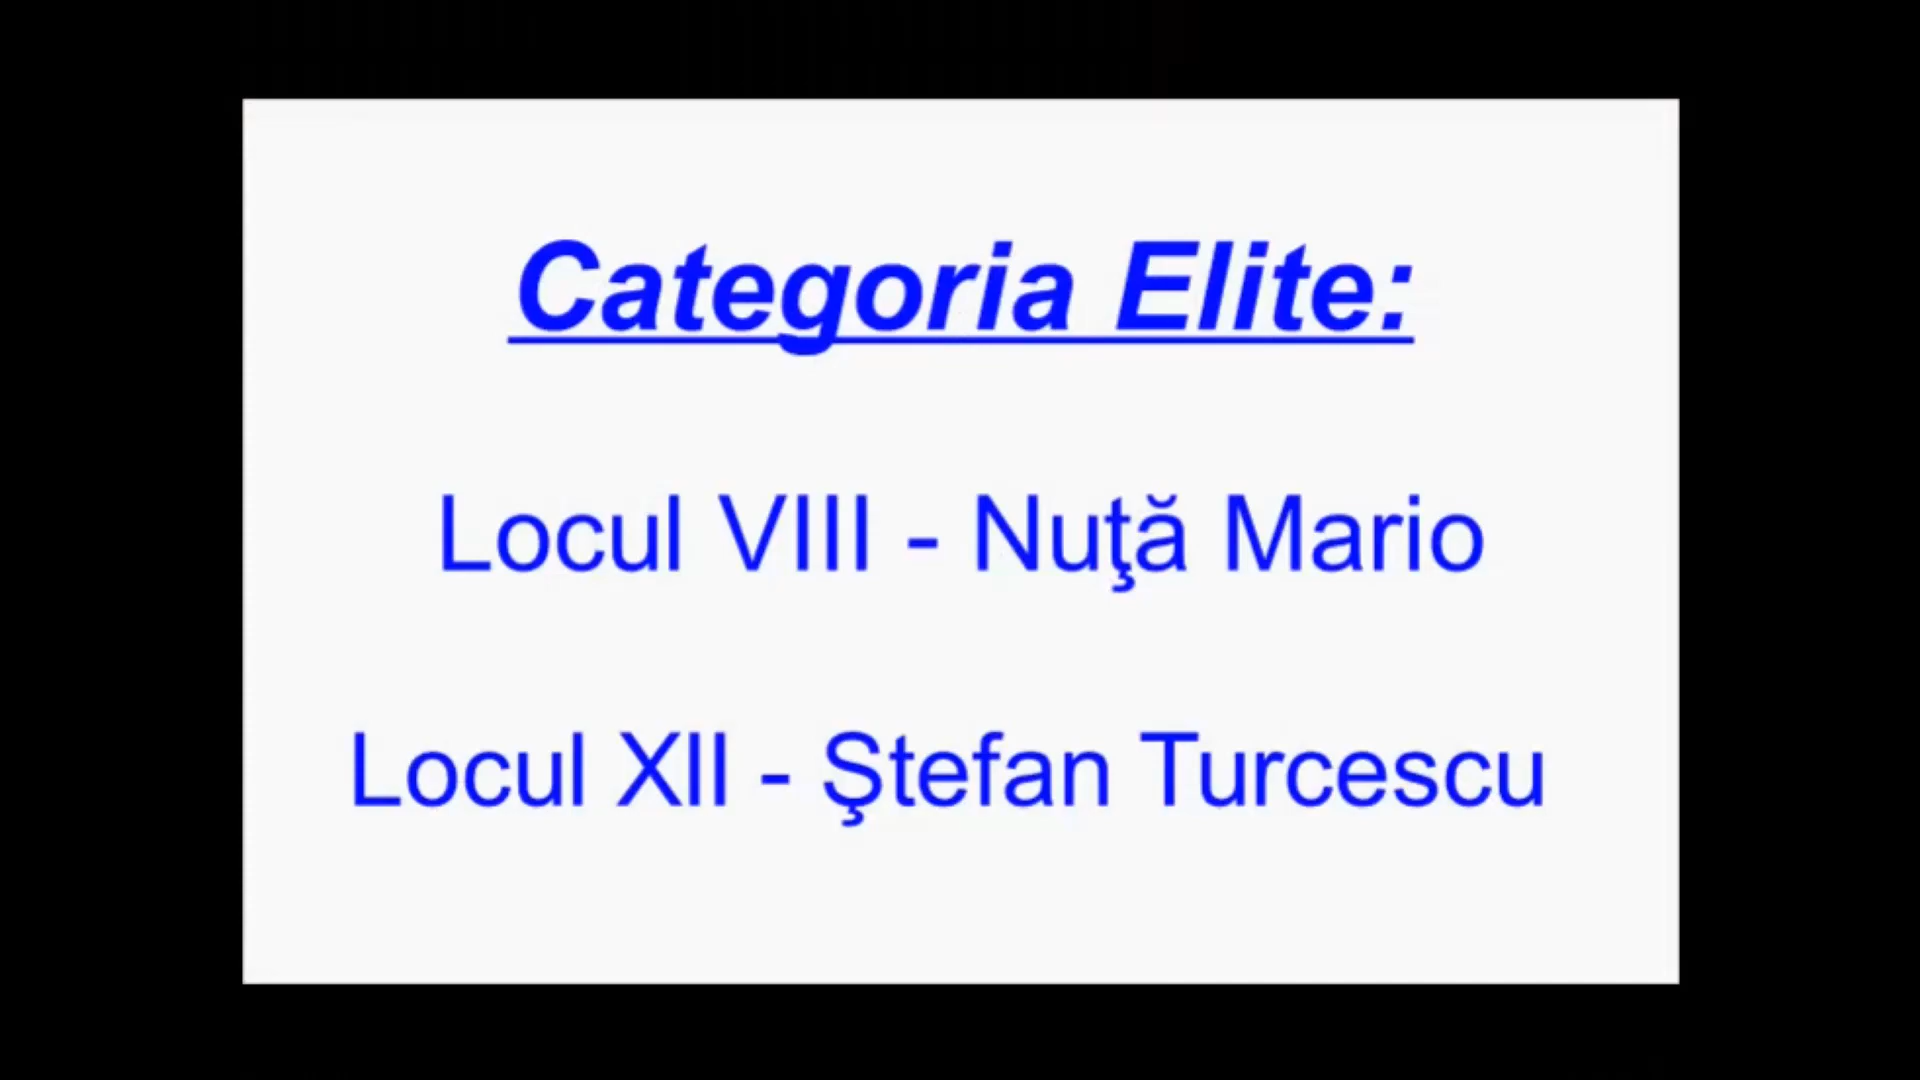 Categoria Elite:
Locul VIII - Nuţă Mario
Locul XII - Ştefan Turcescu